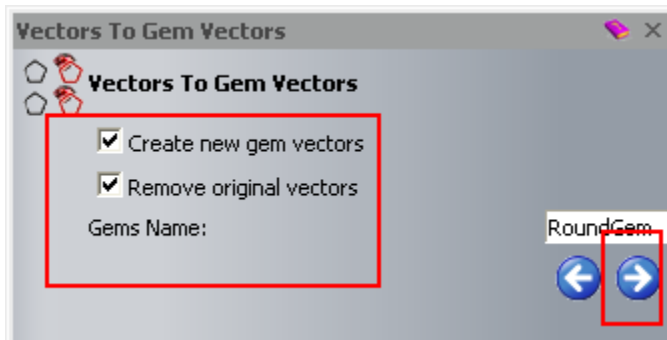 Vectors To Gem Vectors
Vectors To Gem Vectors
Create new gem vectors
Remove original vectors
Gems Name:
RoundGem